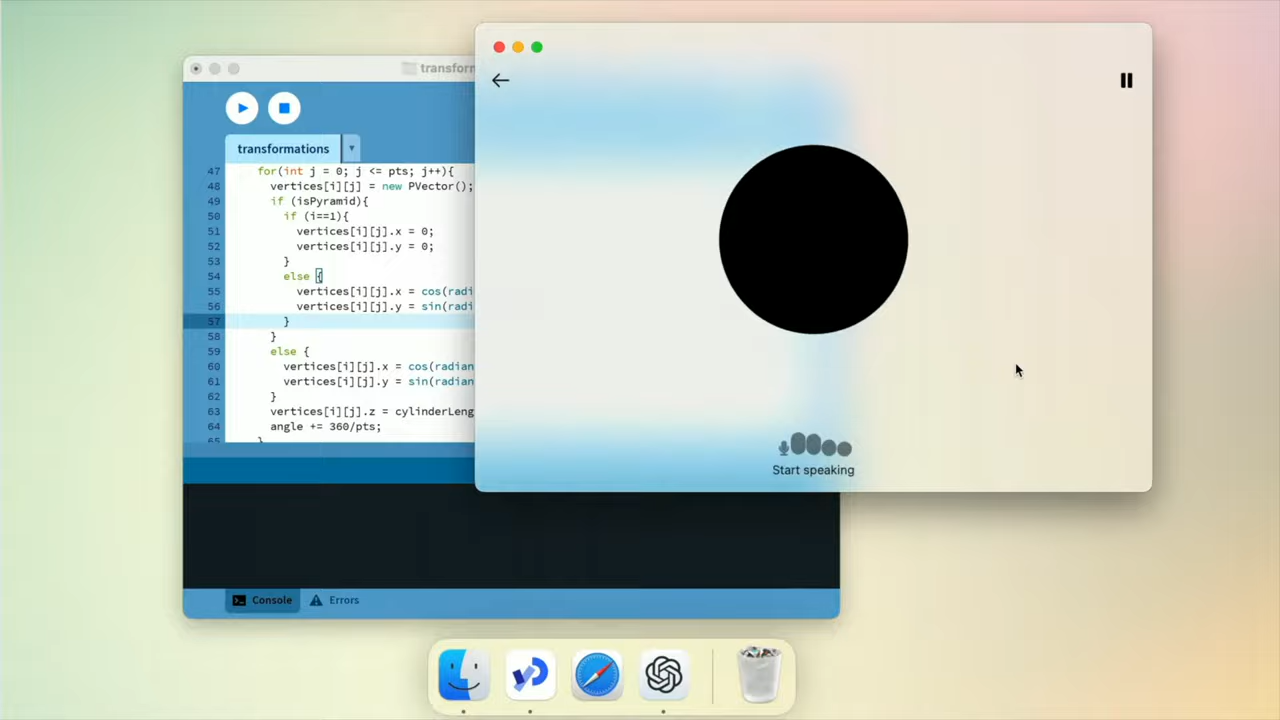 transform
transformations
47 for(int j = 0; j <= pts; j++){
48 vertices[i][j] = new PVector();
49 if (isPyramid){
50 if (i==1){
51 vertices[i][j].x = 0;
52 vertices[i][j].y = 0;
53 }
54 else {
55 vertices[i][j].x = cos(radi
56 vertices[i][j].y = sin(radi
57 }
58 }
59 else {
60 vertices[i][j].x = cos(radian
61 vertices[i][j].y = sin(radian
62 }
63 vertices[i][j].z = cylinderLeng
64 angle += 360/pts;
65 }
Start speaking
Console Errors